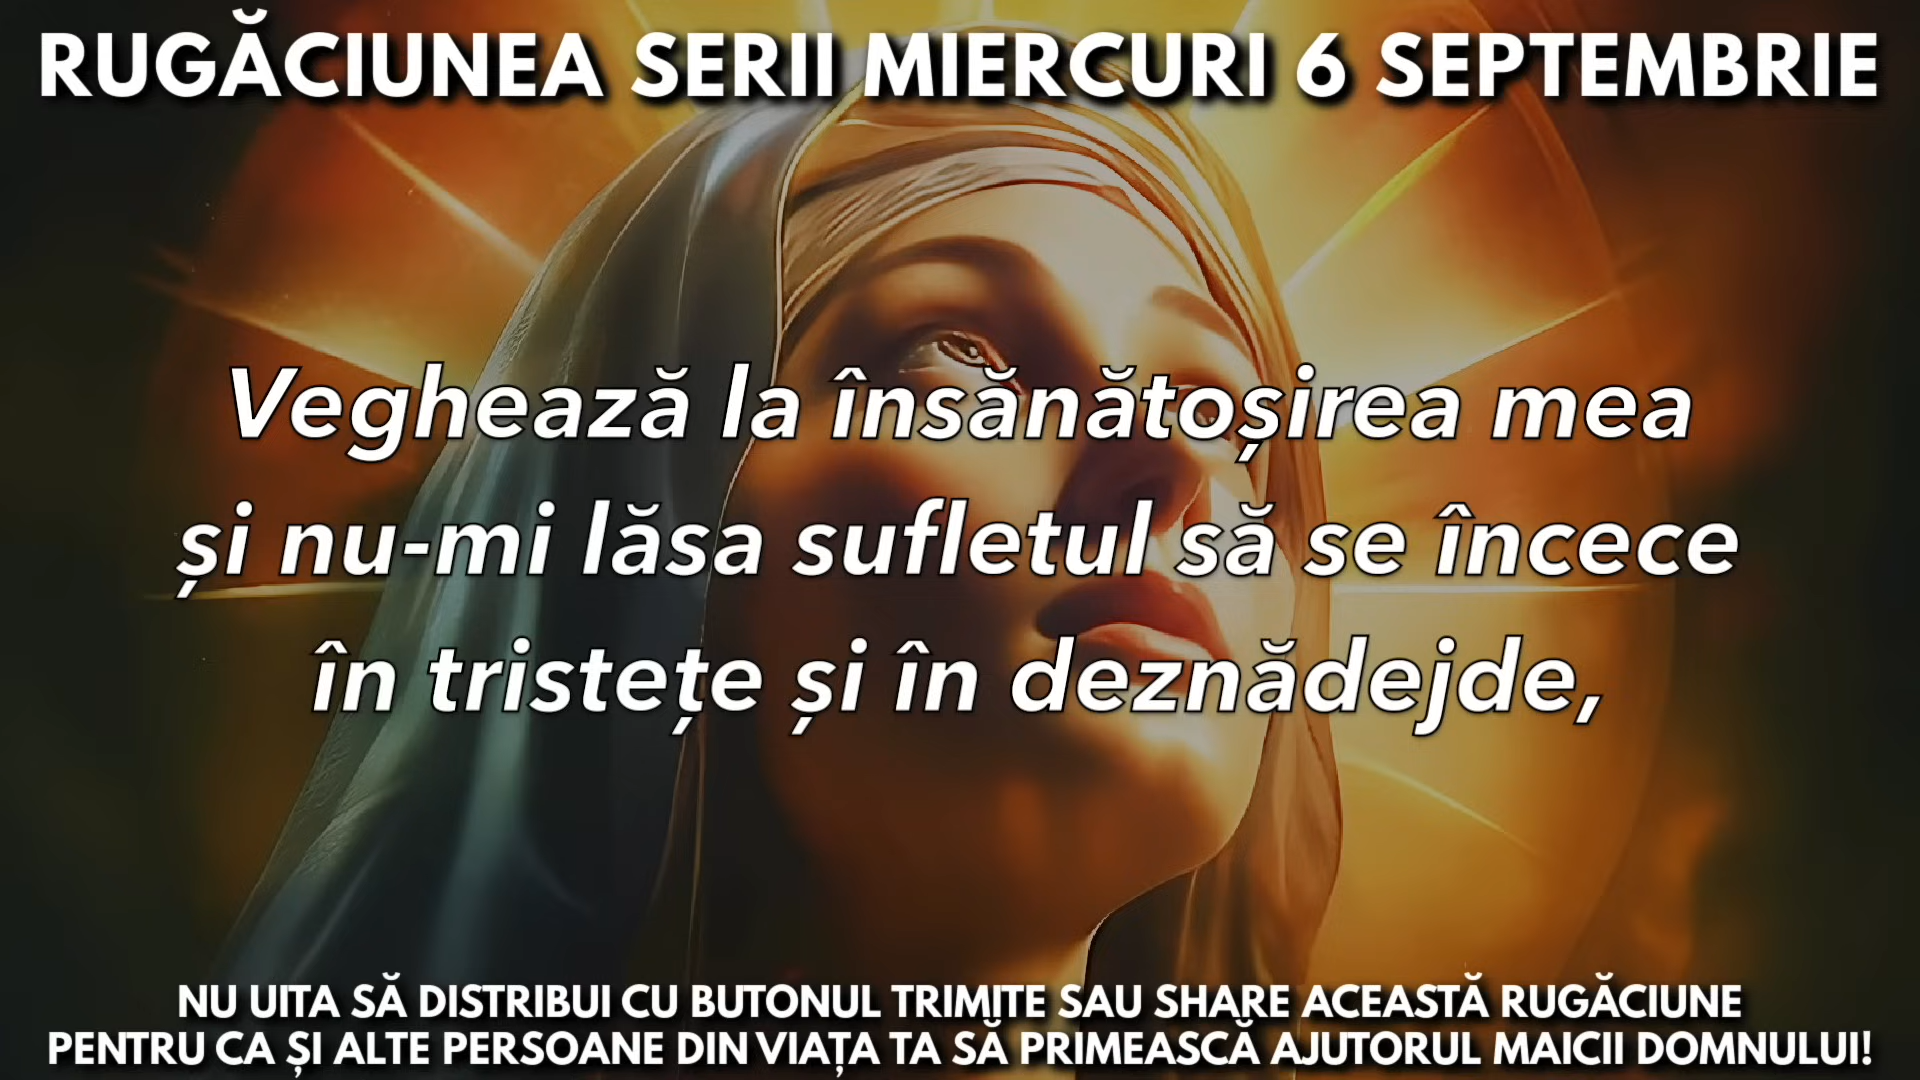 RUGĂCIUNEA SERII MIERCURI 6 SEPTEMBRIE
Veghează la însănătoșirea mea
și nu-mi lăsa sufletul să se încece
în tristețe și în deznădejde,
NU UITA SĂ DISTRIBUI CU BUTONUL TRIMITE SAU SHARE ACEASTĂ RUGĂCIUNE
PENTRU CA ȘI ALTE PERSOANE DIN VIAȚA TA SĂ PRIMEASCĂ AJUTORUL MAICII DOMNULUI!